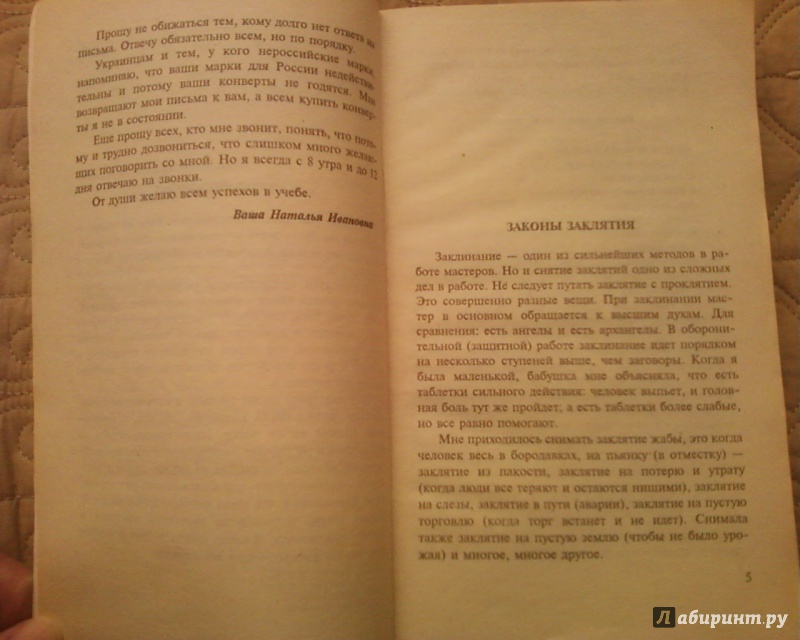 Прошу не обижаться тем, кому долго нет ответа на
письма. Отвечу обязательно всем, но по порядку.
Украинцам и тем, у кого нероссийские марки,
напоминаю, что ваши марки для России недействи-
тельны и потому ваши конверты не годятся. Мне
возвращают мои письма к вам, а всем купить конвер-
ты я не в состоянии.
Еще прошу всех, кто мне звонит, понять, что пото-
му и трудно дозвониться, что слишком много желаю-
щих поговорить со мной. Но я всегда с 8 утра и до 12
дня отвечаю на звонки.
От души желаю всем успехов в учебе.
Ваша Наталья Ивановна
ЗАКОНЫ ЗАКЛЯТИЯ
Заклинание — один из сильнейших методов в ра-
боте мастеров. Но и снятие заклятий одно из сложных
дел в работе. Не следует путать заклятие с проклятием.
Это совершенно разные вещи. При заклинании мас-
тер в основном обращается к высшим духам. Для
сравнения: есть ангелы и есть архангелы. В оборони-
тельной (защитной) работе заклинание идет порядком
на несколько ступеней выше, чем заговоры. Когда я
была маленькой, бабушка мне объясняла, что есть
таблетки сильного действия: человек выпьет, и голов-
ная боль тут же пройдет, а есть таблетки более слабые,
но все равно помогают.
Мне приходилось снимать заклятие жабы, это когда
человек весь в бородавках, на пьянку (в отместку) —
заклятие из пакости, заклятие на потерю и утрату
(когда люди все теряют и остаются нищими), заклятие
на слезы, заклятие в пути (аварии), заклятие на пустую
торговлю (когда торг встанет и не идет). Снимала
также заклятие на пустую землю (чтобы не было уро-
жая) и многое, многое другое.
5
Лабиринт.ру